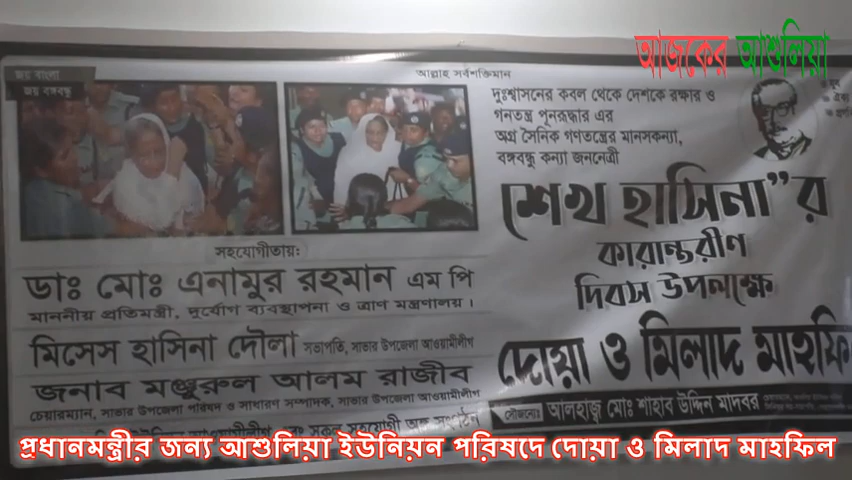 আজকের আশুলিয়া
জয় বাংলা
জয় বঙ্গবন্ধু
আল্লাহ সর্বশক্তিমান
দুঃশ্বাসনের কবল থেকে দেশকে রক্ষার ও
গনতন্ত্র পুনরূদ্ধার এর
অগ্র সৈনিক গণতন্ত্রের মানসকন্যা,
বঙ্গবন্ধু কন্যা জননেত্রী
শেখ হাসিনা”র
কারান্তরীণ
দিবস উপলক্ষে
দোয়া ও মিলাদ মাহফি
সৌজন্যেঃ আলহাজ্ব মোঃ শাহাব উদ্দিন মাদবর
সহযোগীতায়:
ডাঃ মোঃ এনামুর রহমান এম পি
মাননীয় প্রতিমন্ত্রী, দুর্যোগ ব্যবস্থাপনা ও ত্রাণ মন্ত্রণালয়।
মিসেস হাসিনা দৌলা সভাপতি, সাভার উপজেলা আওয়ামীলীগ
জনাব মঞ্জুরুল আলম রাজীব
চেয়ারম্যান, সাভার উপজেলা পরিষদ ও সাধারণ সম্পাদক, সাভার উপজেলা আওয়ামীলীগ
প্রধানমন্ত্রীর জন্য আশুলিয়া ইউনিয়ন পরিষদে দোয়া ও মিলাদ মাহফিল